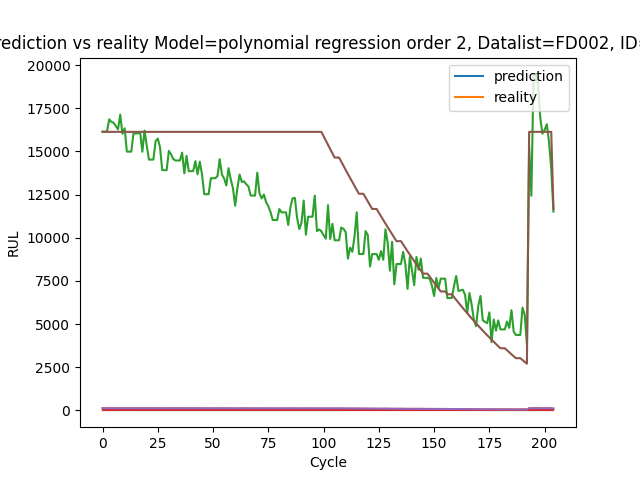 rediction vs reality Model=polynomial regression order 2, Datalist=FD002, ID=
20000
17500
15000
12500
10000
7500
5000
2500
0
RUL
prediction
reality
0 25 50 75 100 125 150 175 200
Cycle